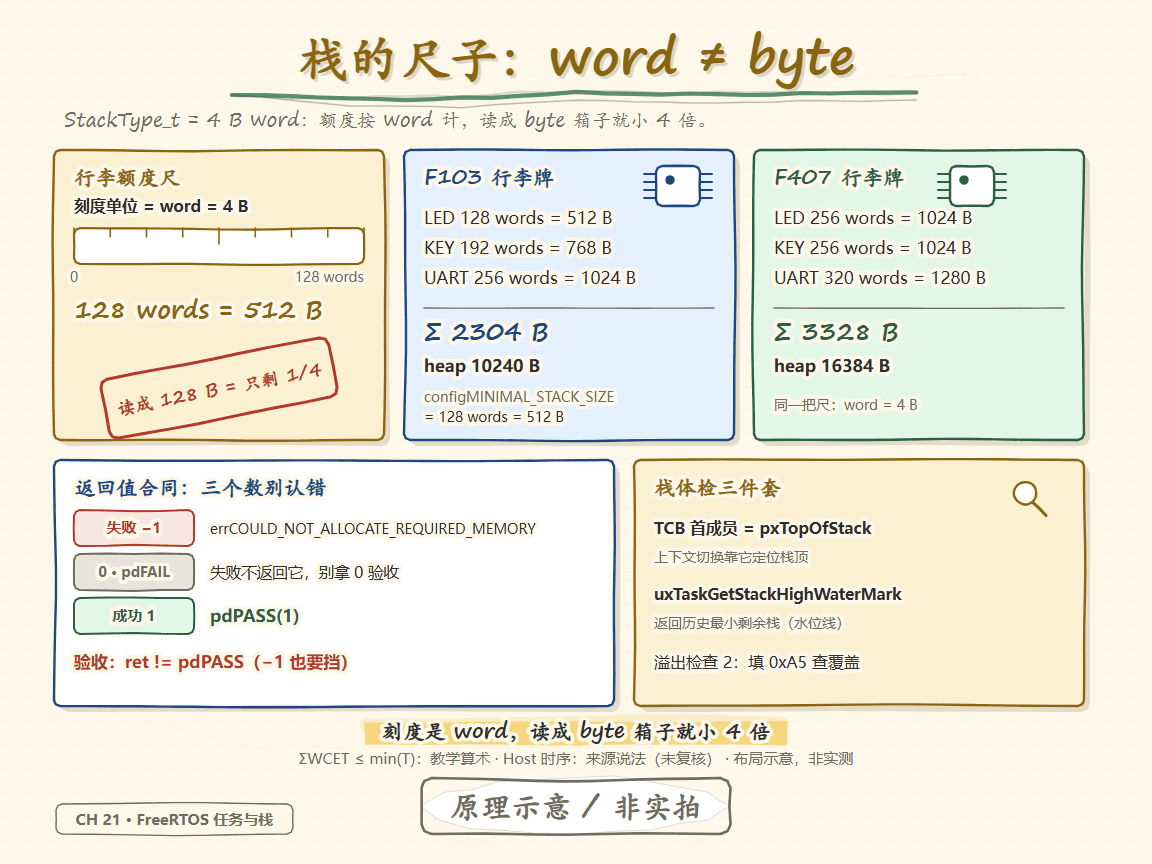 栈的尺子：word ≠ byte
StackType_t = 4 B word：额度按 word 计，读成 byte 箱子就小 4 倍。
行李额度尺
刻度单位 = word = 4 B
0
128 words
128 words = 512 B
读成 128 B = 只剩 1/4
F103 行李牌
LED 128 words = 512 B
KEY 192 words = 768 B
UART 256 words = 1024 B
Σ 2304 B
heap 10240 B
configMINIMAL_STACK_SIZE
= 128 words = 512 B
F407 行李牌
LED 256 words = 1024 B
KEY 256 words = 1024 B
UART 320 words = 1280 B
Σ 3328 B
heap 16384 B
同一把尺：word = 4 B
返回值合同：三个数别认错
失败 −1
errCOULD_NOT_ALLOCATE_REQUIRED_MEMORY
0 · pdFAIL
失败不返回它，别拿 0 验收
成功 1
pdPASS(1)
验收：ret != pdPASS（−1 也要挡）
栈体检三件套
TCB 首成员 = pxTopOfStack
上下文切换靠它定位栈顶
uxTaskGetStackHighWaterMark
返回历史最小剩余栈（水位线）
溢出检查 2：填 0xA5 查覆盖
刻度是 word，读成 byte 箱子就小 4 倍
ΣWCET ≤ min(T)：教学算术 · Host 时序：来源说法（未复核） · 布局示意，非实测
原理示意 / 非实拍
CH 21 · FreeRTOS 任务与栈